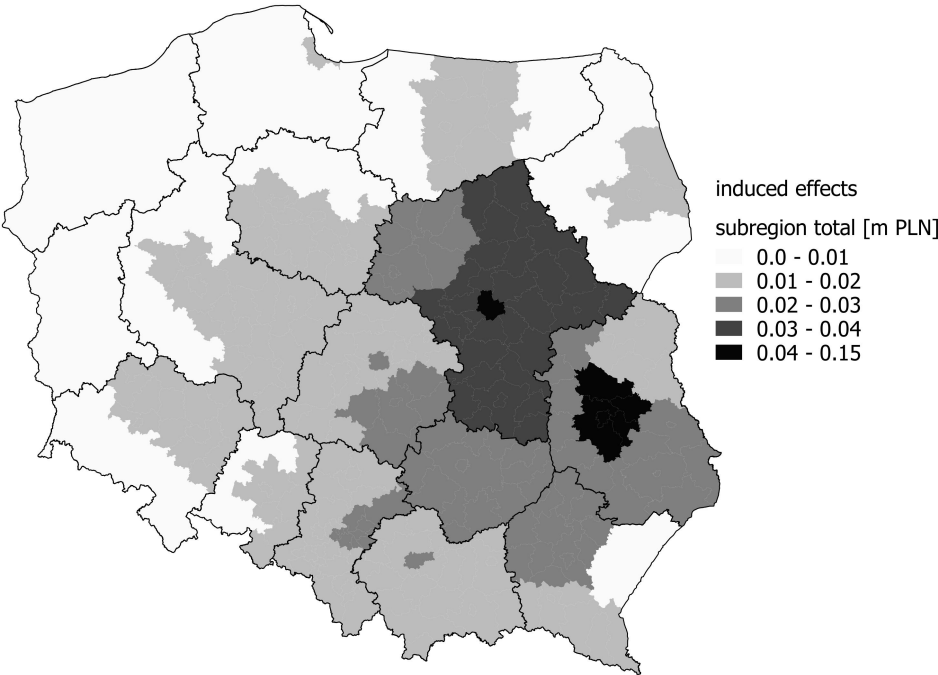 induced effects
subregion total [m PLN]
0.0 - 0.01
0.01 - 0.02
0.02 - 0.03
0.03 - 0.04
0.04 - 0.15